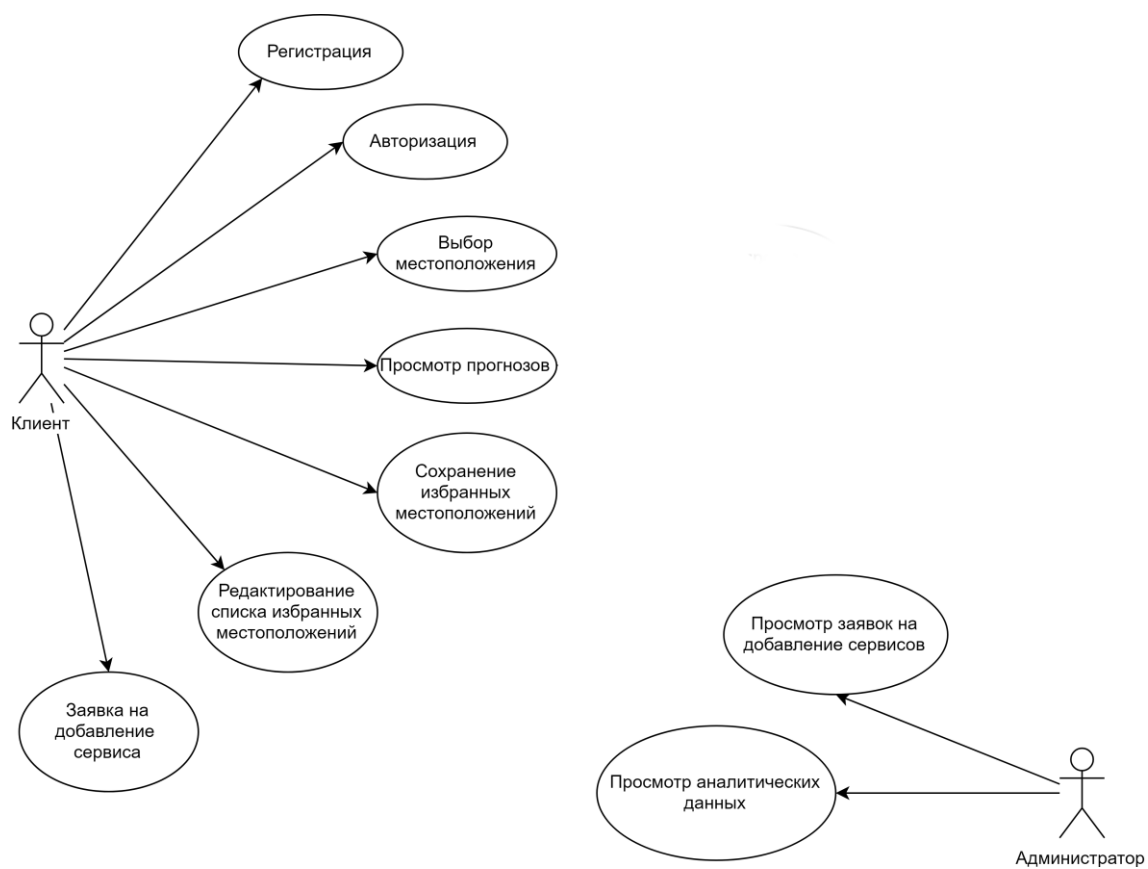 Регистрация
Авторизация
Выбор
местоположения
Просмотр прогнозов
Клиент
Сохранение
избранных
местоположений
Редактирование
списка избранных
местоположений
Заявка на
добавление
сервиса
Просмотр заявок на
добавление сервисов
Просмотр аналитических
данных
Администратор